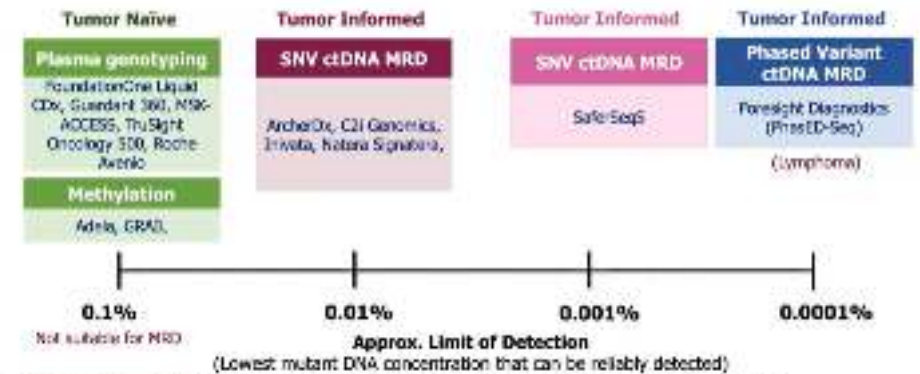 Tumor Naïve
Plasma genotyping
FoundationOne Liquid
CDx, Guardant 360, MSK-
ACCESS, TruSight
Oncology 500, Roche
Avenio
Methylation
Adela, GRAIL
Tumor Informed
SNV ctDNA MRD
ArcherDx, C2i Genomics,
Inivata, Natera Signatera,
Tumor Informed
SNV ctDNA MRD
SaferSeqS
Tumor Informed
Phased Variant
ctDNA MRD
Foresight Diagnostics
(PhasED-Seq)
(Lymphoma)
0.1%
0.01%
0.001%
0.0001%
Not suitable for MRD
Approx. Limit of Detection
(Lowest mutant DNA concentration that can be reliably detected)